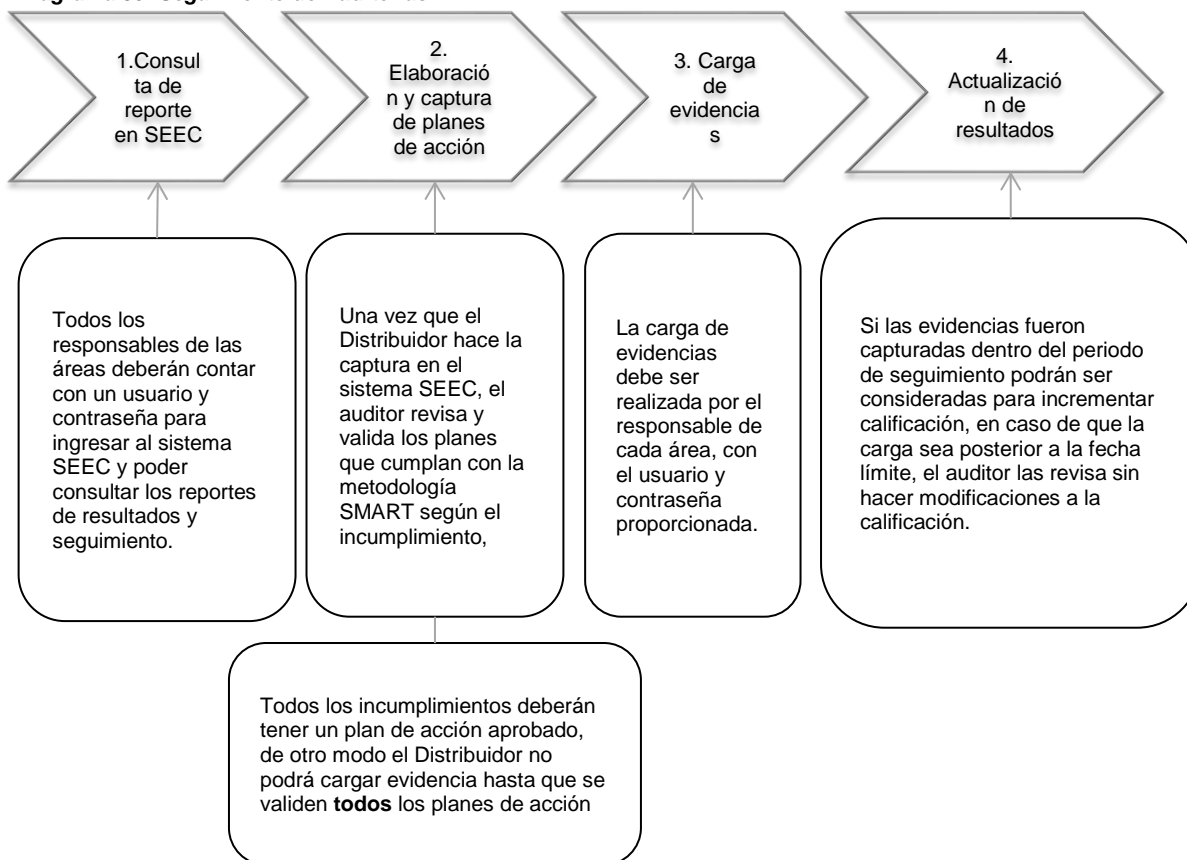 1.Consul
ta de
reporte
en SEEC
2.
Elaboració
n y captura
de planes
de acción
3. Carga
de
evidencia
s
4.
Actualizació
n de
resultados
Todos los
responsables de las
áreas deberán contar
con un usuario y
contraseña para
ingresar al sistema
SEEC y poder
consultar los reportes
de resultados y
seguimiento.
Una vez que el
Distribuidor hace la
captura en el
sistema SEEC, el
auditor revisa y
valida los planes
que cumplan con la
metodología
SMART según el
incumplimiento,
La carga de
evidencias
debe ser
realizada por el
responsable de
cada área, con
el usuario y
contraseña
proporcionada.
Si las evidencias fueron
capturadas dentro del periodo
de seguimiento podrán ser
consideradas para incrementar
calificación, en caso de que la
carga sea posterior a la fecha
límite, el auditor las revisa sin
hacer modificaciones a la
calificación.
Todos los incumplimientos deberán
tener un plan de acción aprobado,
de otro modo el Distribuidor no
podrá cargar evidencia hasta que se
validen todos los planes de acción